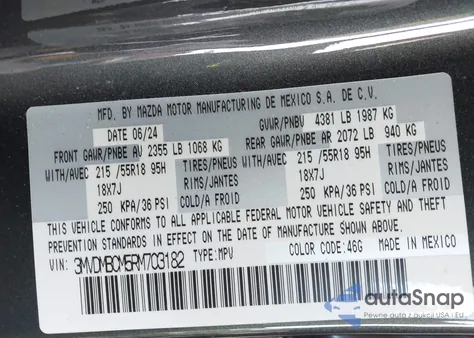 MFD. BY MAZDA MOTOR MANUFACTURING DE MEXICO S.A. DE C.V.
DATE 06/24 GVWR/PNBV 4381 LB 1987 KG
FRONT GAWR/PNBE AV 2355 LB 1068 KG REAR GAWR/PNBE AR 2072 LB 940 KG
WITH/AVEC 215 /55R18 95H TIRES/PNEUS WITH/AVEC 215 /55R18 95H TIRES/PNEUS
18X7J RIMS/JANTES 18X7J RIMS/JANTES
250 KPA/36 PSI COLD/A FROID 250 KPA/36 PSI COLD/A FROID
THIS VEHICLE CONFORMS TO ALL APPLICABLE FEDERAL MOTOR VEHICLE SAFETY AND THEFT
PREVENTION STANDARDS IN EFFECT ON THE DATE OF MANUFACTURE SHOWN ABOVE.
VIN: 3MVDMBCM5RM703182 TYPE: MPV COLOR CODE: 46G MADE IN MEXICO
autoSnap
Pewne auta z aukcji USA i EU